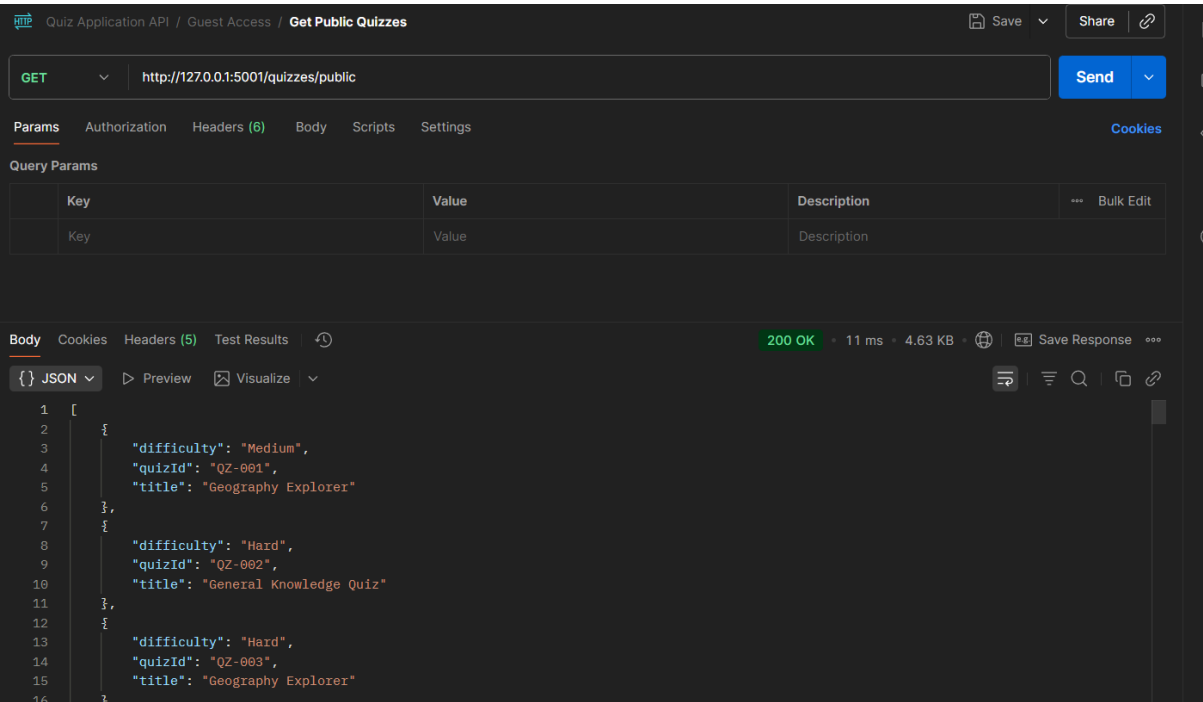 HTTP Quiz Application API / Guest Access / Get Public Quizzes Save Share
GET http://127.0.0.1:5001/quizzes/public Send
Params Authorization Headers (6) Body Scripts Settings Cookies
Query Params
Key Value Description Bulk Edit
Key Value Description
Body Cookies Headers (5) Test Results 200 OK • 11 ms • 4.63 KB • e.g. Save Response
{} JSON Preview Visualize
1 [
2 {
3 "difficulty": "Medium",
4 "quizId": "QZ-001",
5 "title": "Geography Explorer"
6 },
7 {
8 "difficulty": "Hard",
9 "quizId": "QZ-002",
10 "title": "General Knowledge Quiz"
11 },
12 {
13 "difficulty": "Hard",
14 "quizId": "QZ-003",
15 "title": "Geography Explorer"
16 }